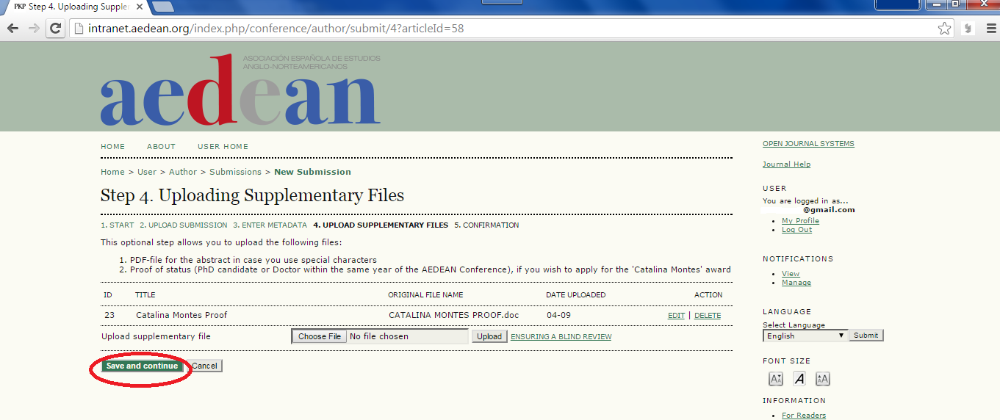 PKP Step 4. Uploading Supplem
intranet.aedean.org/index.php/conference/author/submit/4?articleId=58
ASOCIACIÓN ESPAÑOLA DE ESTUDIOS
ANGLO-NORTEAMERICANOS
aedean
HOME ABOUT USER HOME
Home > User > Author > Submissions > New Submission
Step 4. Uploading Supplementary Files
1. START 2. UPLOAD SUBMISSION 3. ENTER METADATA 4. UPLOAD SUPPLEMENTARY FILES 5. CONFIRMATION
This optional step allows you to upload the following files:
1. PDF-file for the abstract in case you use special characters
2. Proof of status (PhD candidate or Doctor within the same year of the AEDEAN Conference), if you wish to apply for the 'Catalina Montes' award
ID TITLE ORIGINAL FILE NAME DATE UPLOADED ACTION
23 Catalina Montes Proof CATALINA MONTES PROOF.doc 04-09 EDIT | DELETE
Upload supplementary file Choose File No file chosen Upload ENSURING A BLIND REVIEW
Save and continue Cancel
OPEN JOURNAL SYSTEMS
Journal Help
USER
You are logged in as...
@gmail.com
My Profile
Log Out
NOTIFICATIONS
View
Manage
LANGUAGE
Select Language
English Submit
FONT SIZE
A A AA
INFORMATION
For Readers